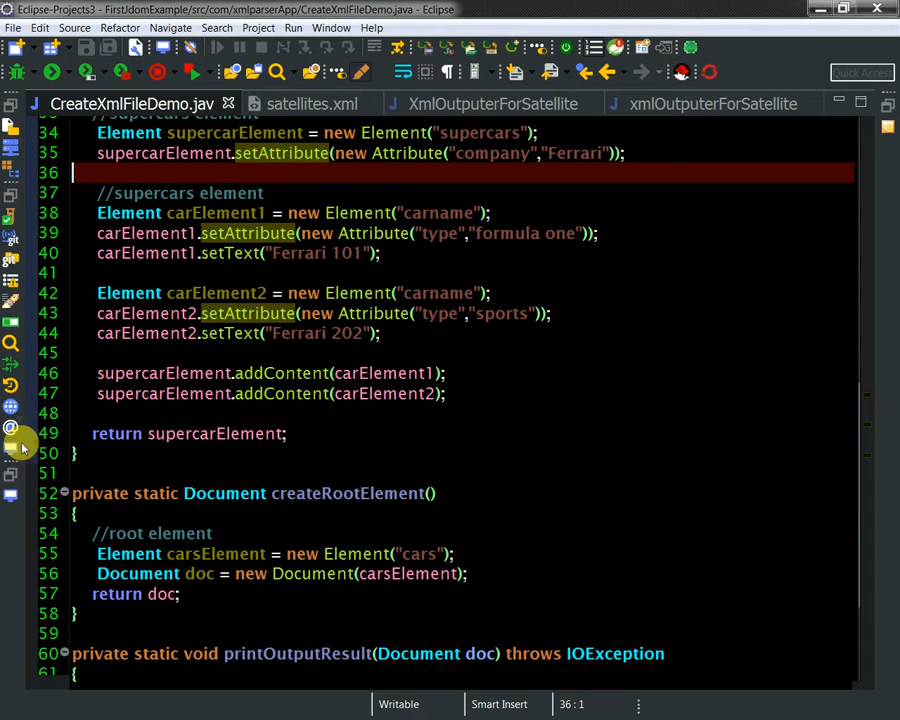 Eclipse-Projects3 - FirstJdomExample/src/com/xmlparserApp/CreateXmlFileDemo.java - Eclipse
File Edit Source Refactor Navigate Search Project Run Window Help
Quick Access
CreateXmlFileDemo.jav satellites.xml XmlOutputerForSatellite xmlOutputerForSatellite
33 //supercars element
34 Element supercarElement = new Element("supercars");
35 supercarElement.setAttribute(new Attribute("company","Ferrari"));
36
37 //supercars element
38 Element carElement1 = new Element("carname");
39 carElement1.setAttribute(new Attribute("type","formula one"));
40 carElement1.setText("Ferrari 101");
41
42 Element carElement2 = new Element("carname");
43 carElement2.setAttribute(new Attribute("type","sports"));
44 carElement2.setText("Ferrari 202");
45
46 supercarElement.addContent(carElement1);
47 supercarElement.addContent(carElement2);
48
49 return supercarElement;
50 }
51
52 private static Document createRootElement()
53 {
54 //root element
55 Element carsElement = new Element("cars");
56 Document doc = new Document(carsElement);
57 return doc;
58 }
59
60 private static void printOutputResult(Document doc) throws IOException
61 {
Writable Smart Insert 36 : 1